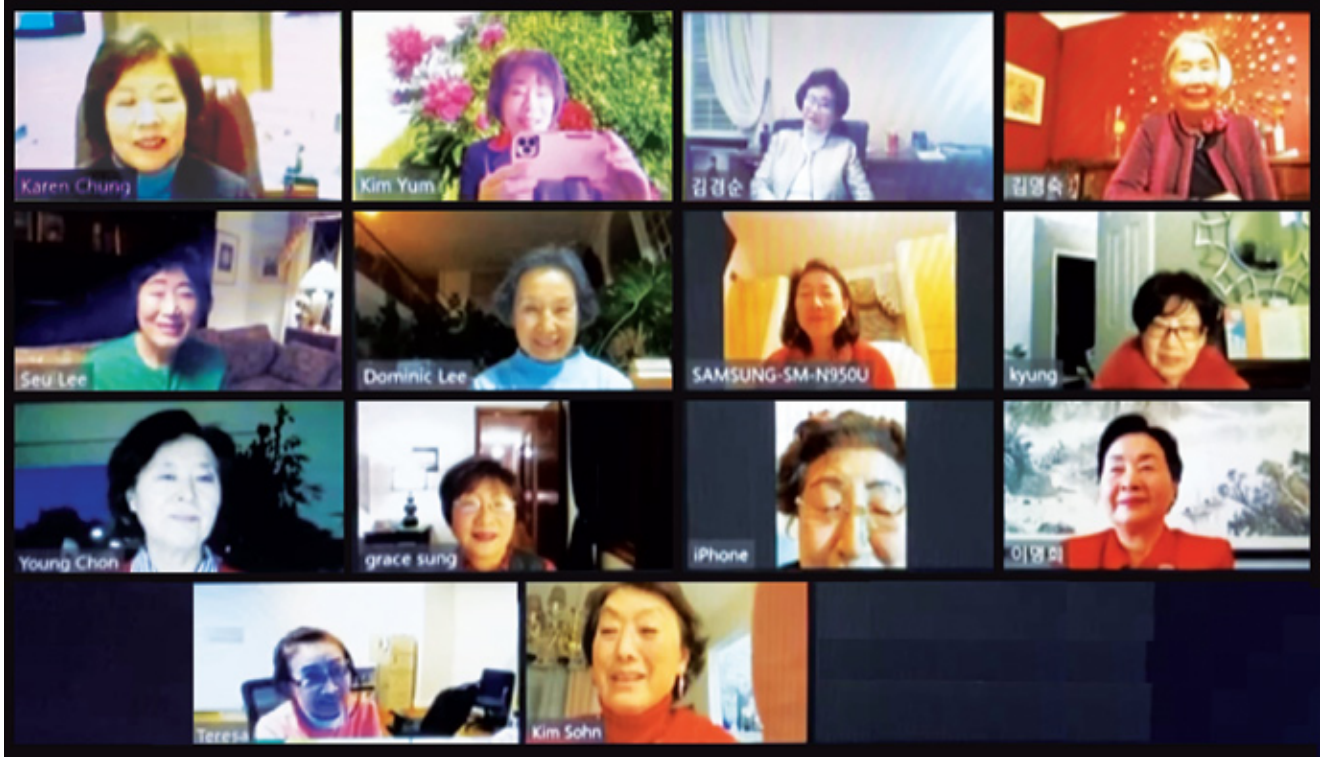 Karen Chung
Kim Yum
김경순
김명숙
Seu Lee
Dominic Lee
SAMSUNG-SM-N950U
kyung
Young Chon
grace sung
iPhone
이명희
Teresa
Kim Sohn